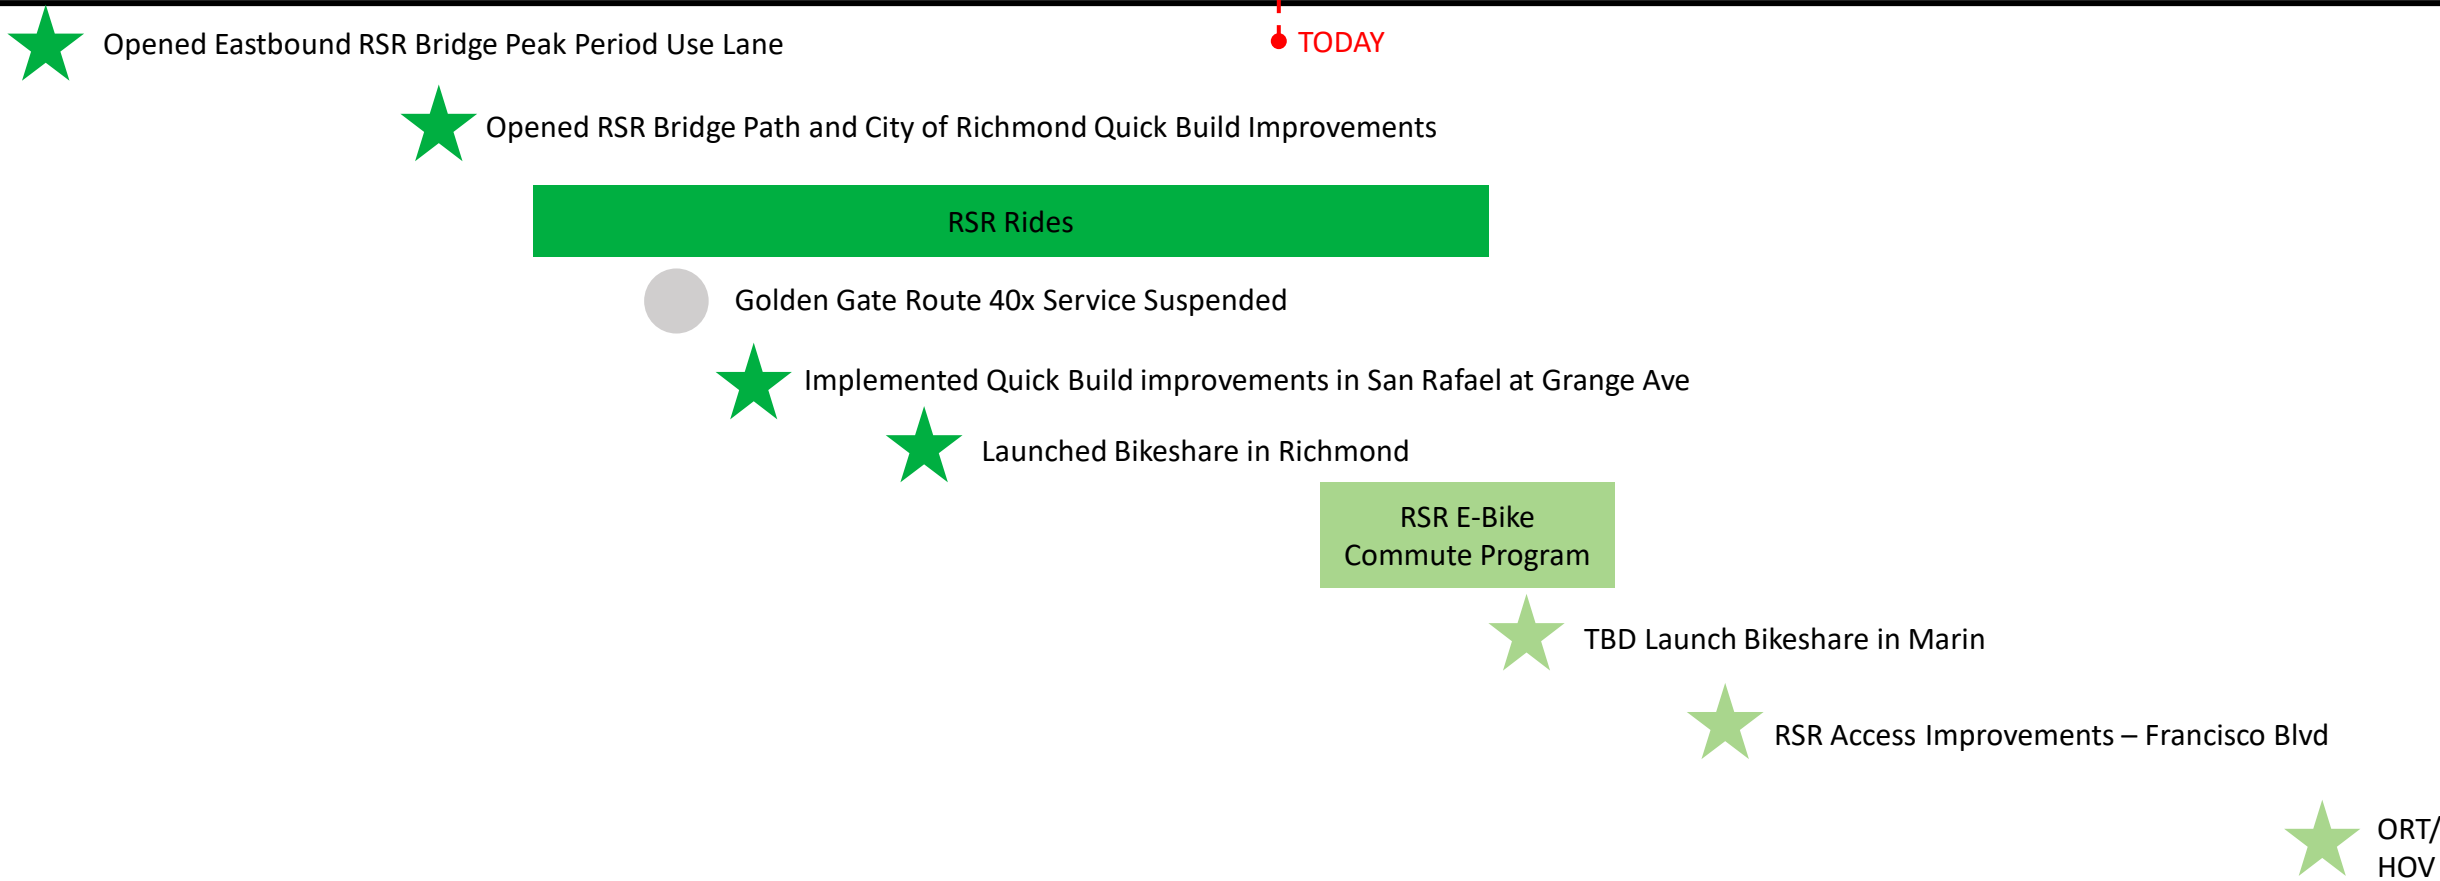 Opened Eastbound RSR Bridge Peak Period Use Lane
TODAY
Opened RSR Bridge Path and City of Richmond Quick Build Improvements
RSR Rides
Golden Gate Route 40x Service Suspended
Implemented Quick Build improvements in San Rafael at Grange Ave
Launched Bikeshare in Richmond
RSR E-Bike
Commute Program
TBD Launch Bikeshare in Marin
RSR Access Improvements – Francisco Blvd
ORT/
HOV